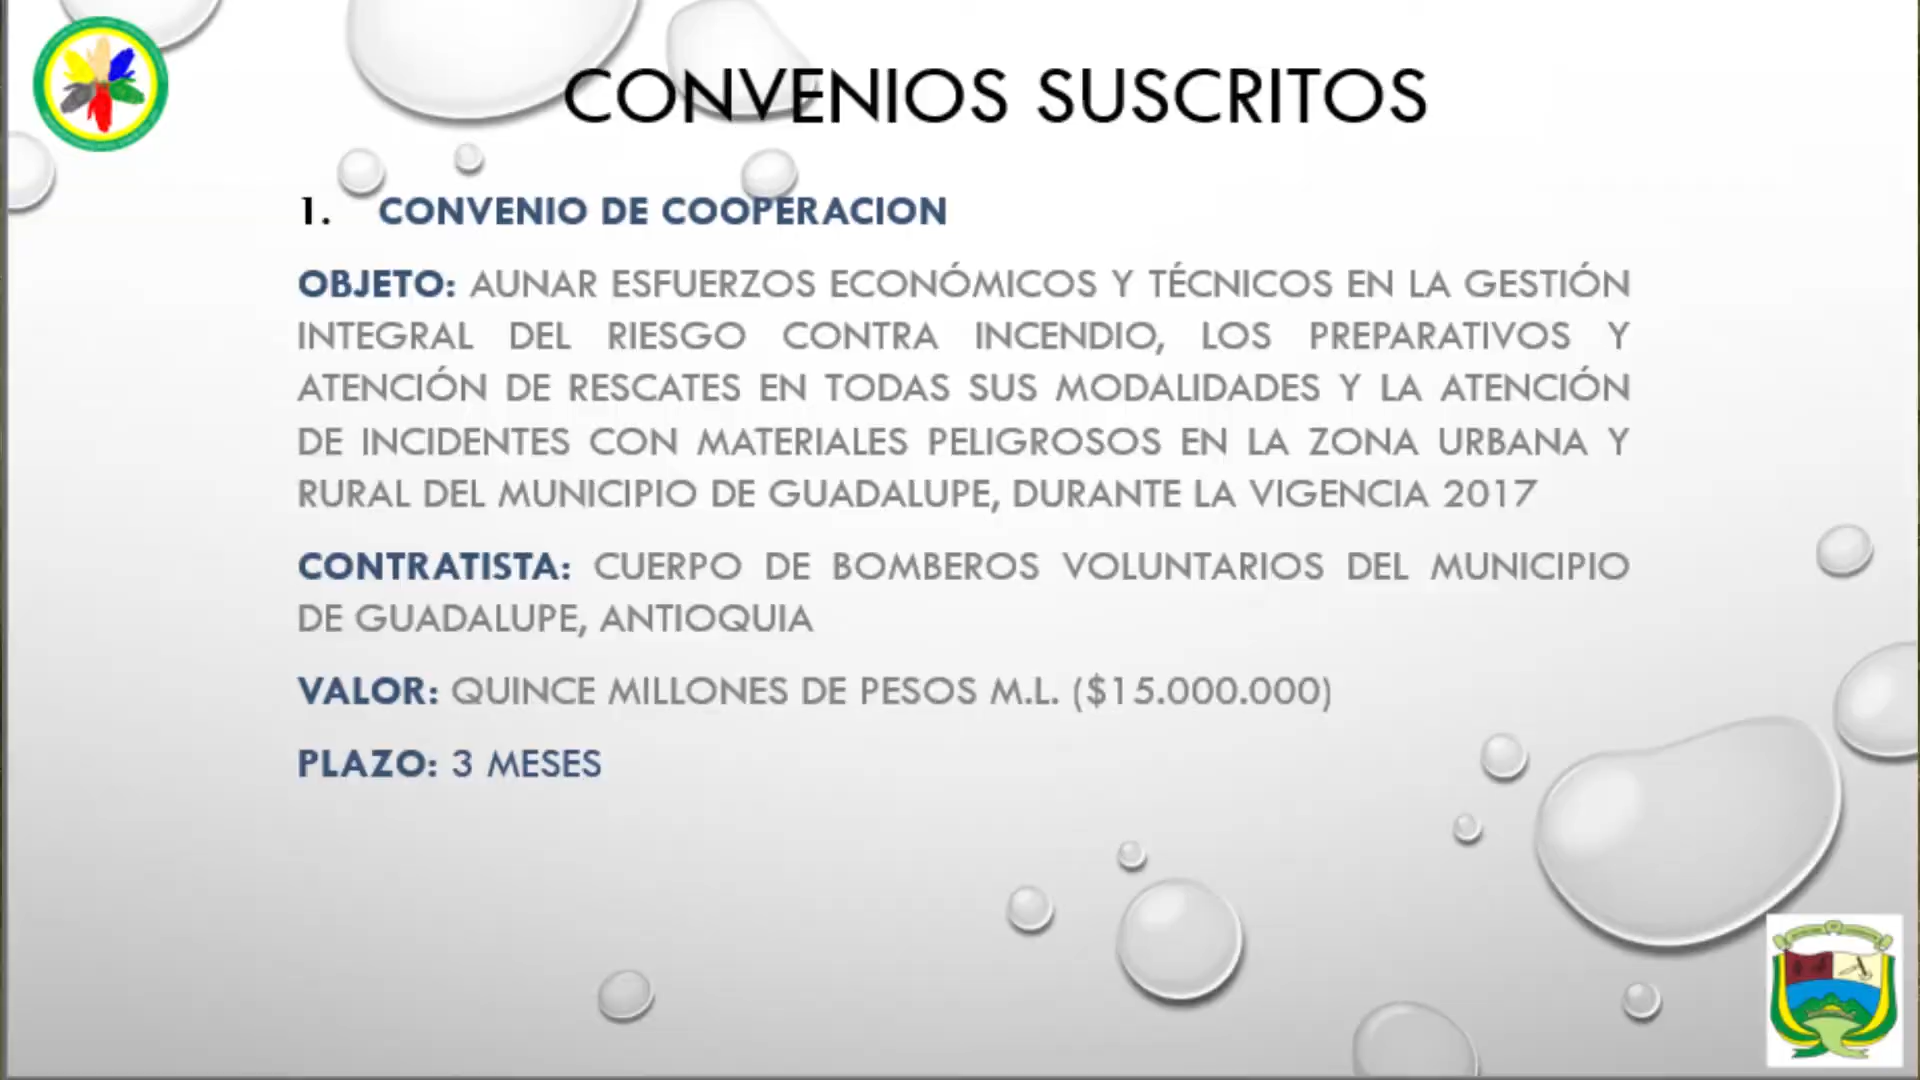 CONVENIOS SUSCRITOS
1. CONVENIO DE COOPERACION
OBJETO: AUNAR ESFUERZOS ECONÓMICOS Y TÉCNICOS EN LA GESTIÓN
INTEGRAL DEL RIESGO CONTRA INCENDIO, LOS PREPARATIVOS Y
ATENCIÓN DE RESCATES EN TODAS SUS MODALIDADES Y LA ATENCIÓN
DE INCIDENTES CON MATERIALES PELIGROSOS EN LA ZONA URBANA Y
RURAL DEL MUNICIPIO DE GUADALUPE, DURANTE LA VIGENCIA 2017
CONTRATISTA: CUERPO DE BOMBEROS VOLUNTARIOS DEL MUNICIPIO
DE GUADALUPE, ANTIOQUIA
VALOR: QUINCE MILLONES DE PESOS M.L. ($15.000.000)
PLAZO: 3 MESES